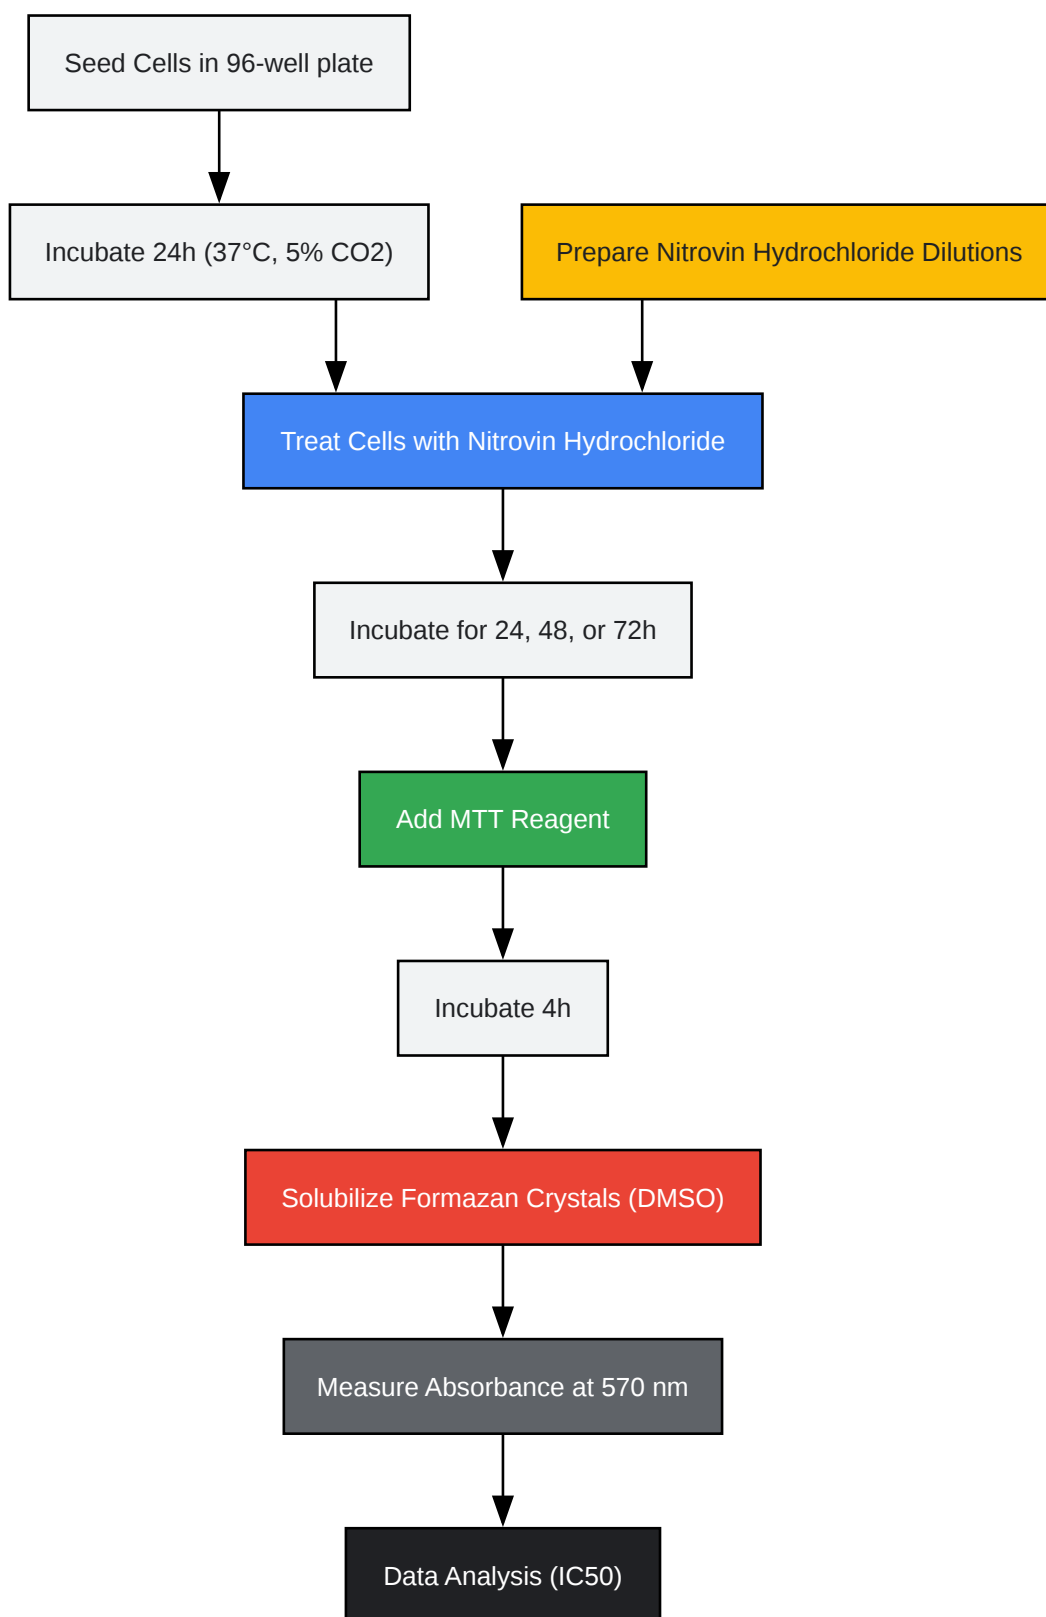 Seed Cells in 96-well plate
Incubate 24h (37°C, 5% CO2)
Prepare Nitrovin Hydrochloride Dilutions
Treat Cells with Nitrovin Hydrochloride
Incubate for 24, 48, or 72h
Add MTT Reagent
Incubate 4h
Solubilize Formazan Crystals (DMSO)
Measure Absorbance at 570 nm
Data Analysis (IC50)